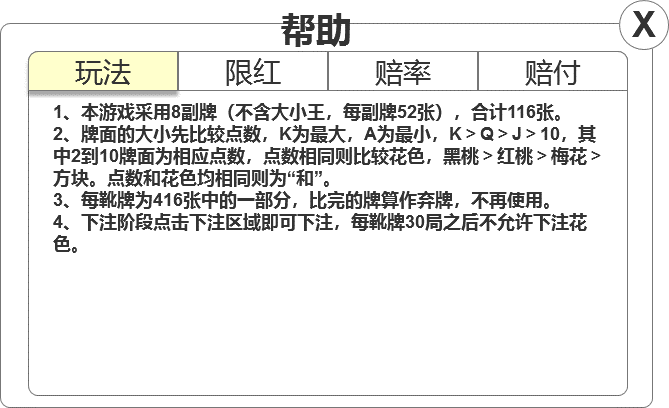 帮助
X
玩法 限红 赔率 赔付
1、本游戏采用8副牌（不含大小王，每副牌52张），合计116张。
2、牌面的大小先比较点数，K为最大，A为最小，K＞Q＞J＞10，其
中2到10牌面为相应点数，点数相同则比较花色，黑桃＞红桃＞梅花＞
方块。点数和花色均相同则为“和”。
3、每靴牌为416张中的一部分，比完的牌算作弃牌，不再使用。
4、下注阶段点击下注区域即可下注，每靴牌30局之后不允许下注花
色。